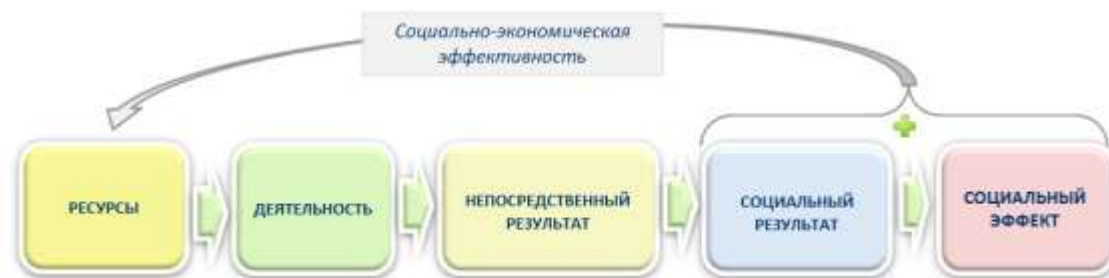 Социально-экономическая
эффективность
РЕСУРСЫ
ДЕЯТЕЛЬНОСТЬ
НЕПОСРЕДСТВЕННЫЙ
РЕЗУЛЬТАТ
СОЦИАЛЬНЫЙ
РЕЗУЛЬТАТ
СОЦИАЛЬНЫЙ
ЭФФЕКТ